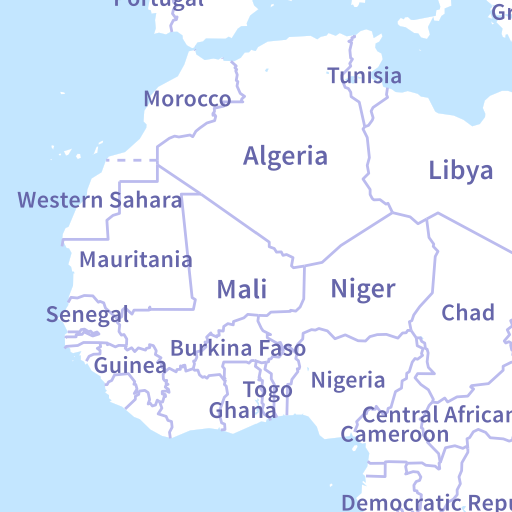 Portugal
Gr
Tunisia
Morocco
Algeria
Libya
Western Sahara
Mauritania
Mali
Niger
Senegal
Chad
Burkina Faso
Guinea
Nigeria
Togo
Ghana
Central African
Cameroon
Democratic Repu